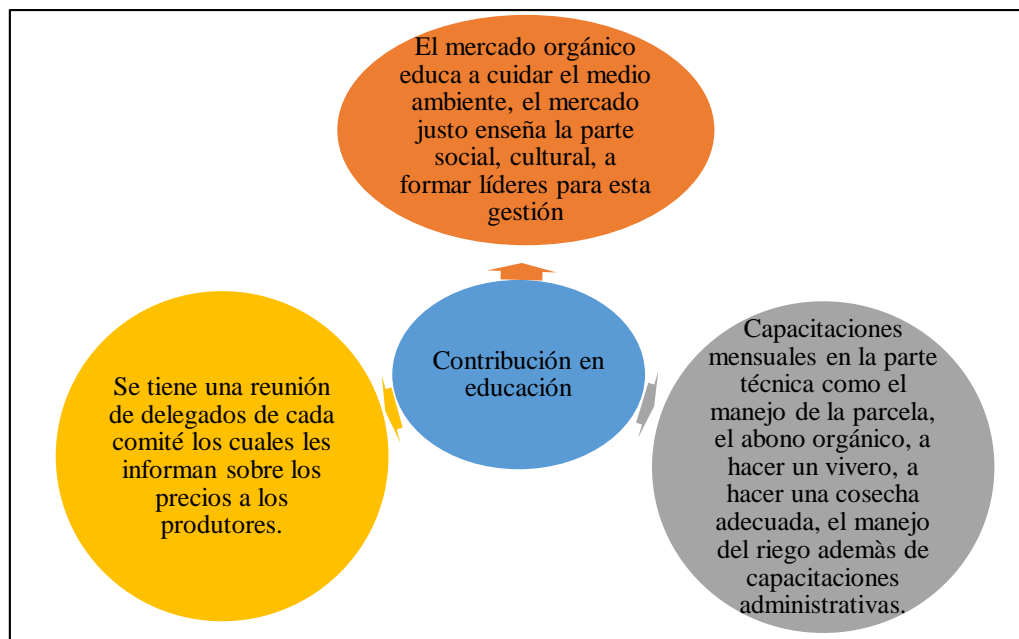 El mercado orgánico
educa a cuidar el medio
ambiente, el mercado
justo enseña la parte
social, cultural, a
formar líderes para esta
gestión
Contribución en
educación
Se tiene una reunión
de delegados de cada
comité los cuales les
informan sobre los
precios a los
produtores.
Capacitaciones
mensuales en la parte
técnica como el
manejo de la parcela,
el abono orgánico, a
hacer un vivero, a
hacer una cosecha
adecuada, el manejo
del riego ademàs de
capacitaciones
administrativas.